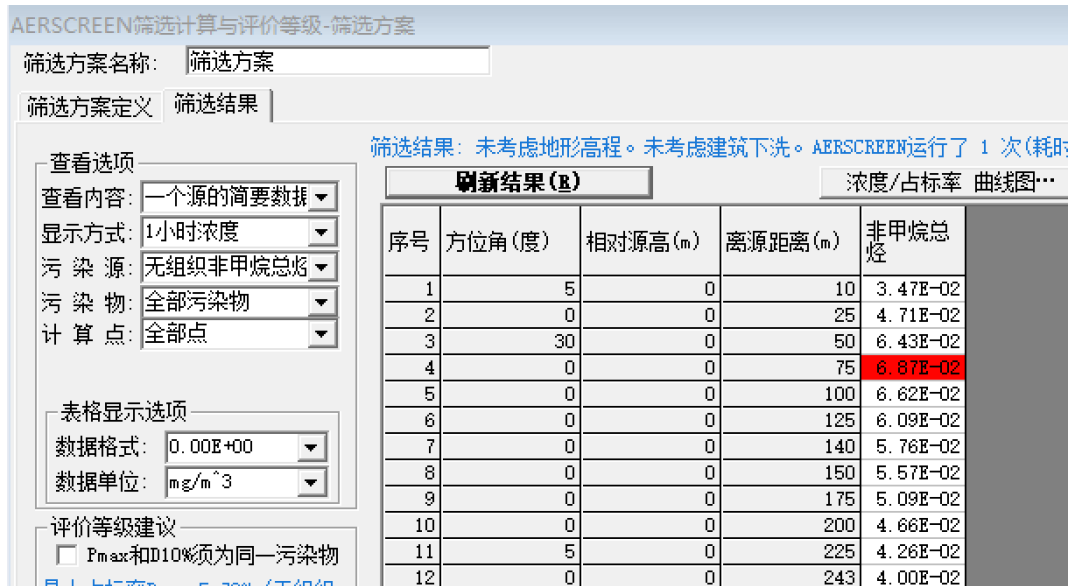 AERSCREEN筛选计算与评价等级-筛选方案
筛选方案名称: 筛选方案
筛选方案定义 筛选结果
筛选结果: 未考虑地形高程。未考虑建筑下洗。AERSCREEN运行了 1 次(耗时
查看选项
查看内容: 一个源的简要数据
显示方式: 1小时浓度
污 染 源: 无组织非甲烷总烃
污 染 物: 全部污染物
计 算 点: 全部点
表格显示选项
数据格式: 0.00E+00
数据单位: mg/m^3
评价等级建议
Pmax和D10%须为同一污染物
刷新结果(R) 浓度/占标率 曲线图…
序号 方位角(度) 相对源高(m) 离源距离(m) 非甲烷总烃
1 5 0 10 3.47E-02
2 0 0 25 4.71E-02
3 30 0 50 6.43E-02
4 0 0 75 6.87E-02
5 0 0 100 6.62E-02
6 0 0 125 6.09E-02
7 0 0 140 5.76E-02
8 0 0 150 5.57E-02
9 0 0 175 5.09E-02
10 0 0 200 4.66E-02
11 5 0 225 4.26E-02
12 0 0 243 4.00E-02